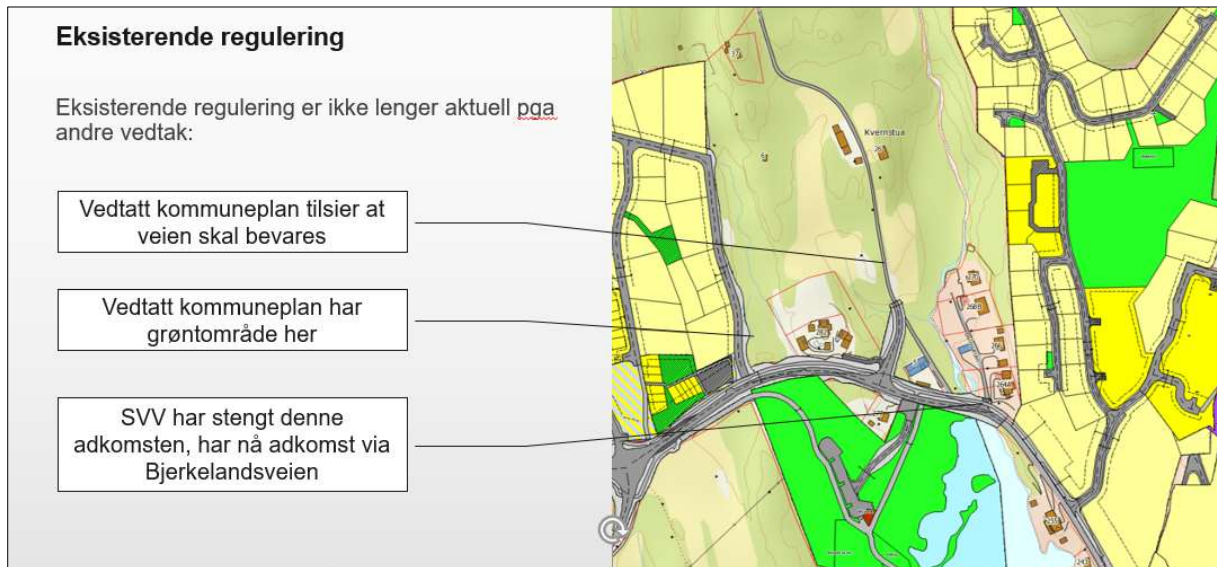 Eksisterende regulering
Eksisterende regulering er ikke lenger aktuell pga
andre vedtak:
Vedtatt kommuneplan tilsier at
veien skal bevares
Vedtatt kommuneplan har
grøntområde her
SVV har stengt denne
adkomsten, har nå adkomst via
Bjerkelandsveien
Kvernstua